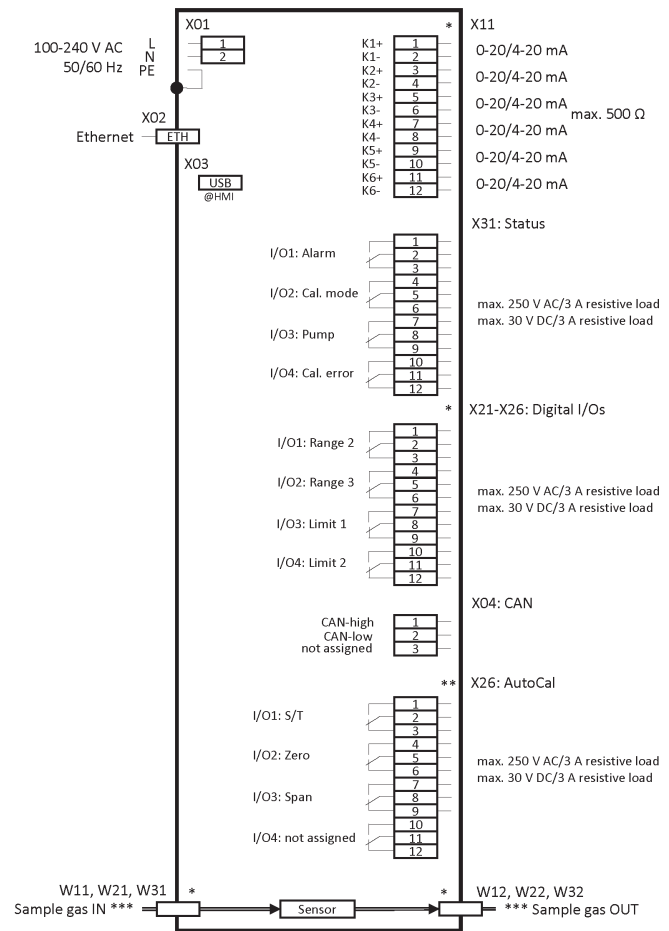 X01
100-240 V AC
50/60 Hz
L
N
PE
1
2
X02
Ethernet
ETH
X03
USB
@HMI
* X11
K1+ 1
K1- 2
K2+ 3
K2- 4
K3+ 5
K3- 6
K4+ 7
K4- 8
K5+ 9
K5- 10
K6+ 11
K6- 12
0-20/4-20 mA
0-20/4-20 mA
0-20/4-20 mA
0-20/4-20 mA
0-20/4-20 mA
0-20/4-20 mA
max. 500 Ω
X31: Status
I/O1: Alarm
I/O2: Cal. mode
I/O3: Pump
I/O4: Cal. error
1
2
3
4
5
6
7
8
9
10
11
12
max. 250 V AC/3 A resistive load
max. 30 V DC/3 A resistive load
* X21-X26: Digital I/Os
I/O1: Range 2
I/O2: Range 3
I/O3: Limit 1
I/O4: Limit 2
1
2
3
4
5
6
7
8
9
10
11
12
max. 250 V AC/3 A resistive load
max. 30 V DC/3 A resistive load
X04: CAN
CAN-high 1
CAN-low 2
not assigned 3
** X26: AutoCal
I/O1: S/T
I/O2: Zero
I/O3: Span
I/O4: not assigned
1
2
3
4
5
6
7
8
9
10
11
12
max. 250 V AC/3 A resistive load
max. 30 V DC/3 A resistive load
W11, W21, W31 *
Sample gas IN ***
Sensor
* W12, W22, W32
*** Sample gas OUT